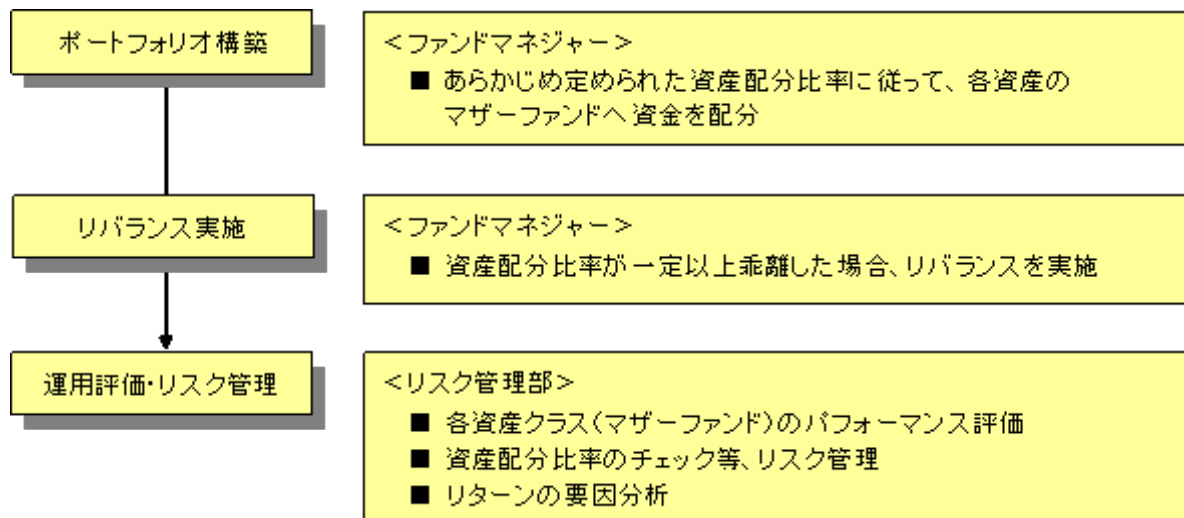 ポートフォリオ構築
<ファンドマネジャー>
■ あらかじめ定められた資産配分比率に従って、各資産の
マザーファンドへ資金を配分
リバランス実施
<ファンドマネジャー>
■ 資産配分比率が一定以上乖離した場合、リバランスを実施
運用評価・リスク管理
<リスク管理部>
■ 各資産クラス(マザーファンド)のパフォーマンス評価
■ 資産配分比率のチェック等、リスク管理
■ リターンの要因分析